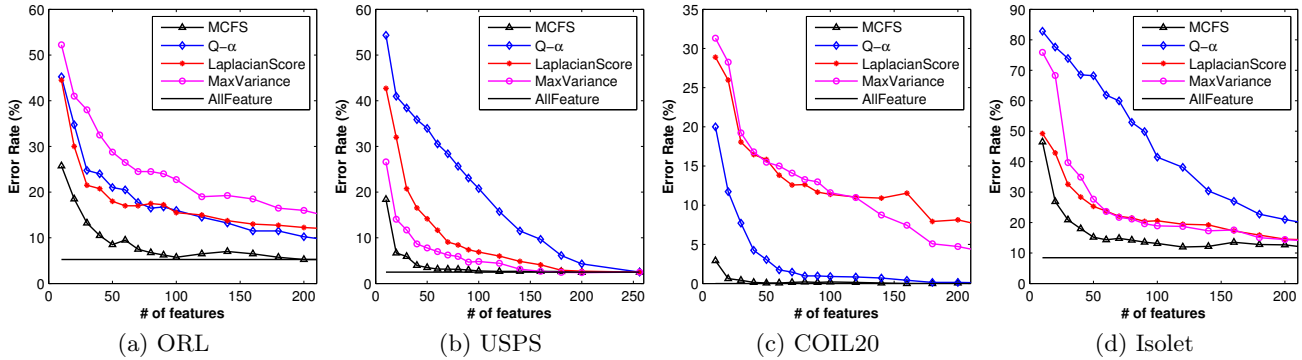 60
50
40
30
20
10
0
Error Rate (%)
0
50
100
150
200
# of features
MCFS
Q−α
LaplacianScore
MaxVariance
AllFeature
(a) ORL
60
50
40
30
20
10
0
Error Rate (%)
0
50
100
150
200
250
# of features
MCFS
Q−α
LaplacianScore
MaxVariance
AllFeature
(b) USPS
35
30
25
20
15
10
5
0
Error Rate (%)
0
50
100
150
200
# of features
MCFS
Q−α
LaplacianScore
MaxVariance
AllFeature
(c) COIL20
90
80
70
60
50
40
30
20
10
0
Error Rate (%)
0
50
100
150
200
# of features
MCFS
Q−α
LaplacianScore
MaxVariance
AllFeature
(d) Isolet